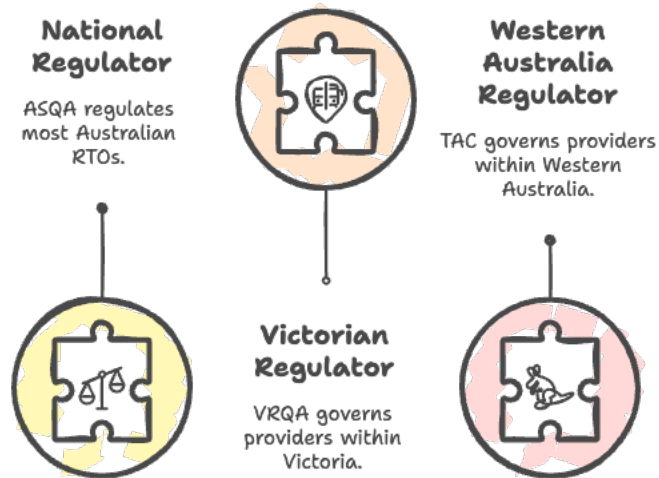 National
Regulator
ASQA regulates
most Australian
RTOs.
Western
Australia
Regulator
TAC governs providers
within Western
Australia.
Victorian
Regulator
VRQA governs
providers within
Victoria.